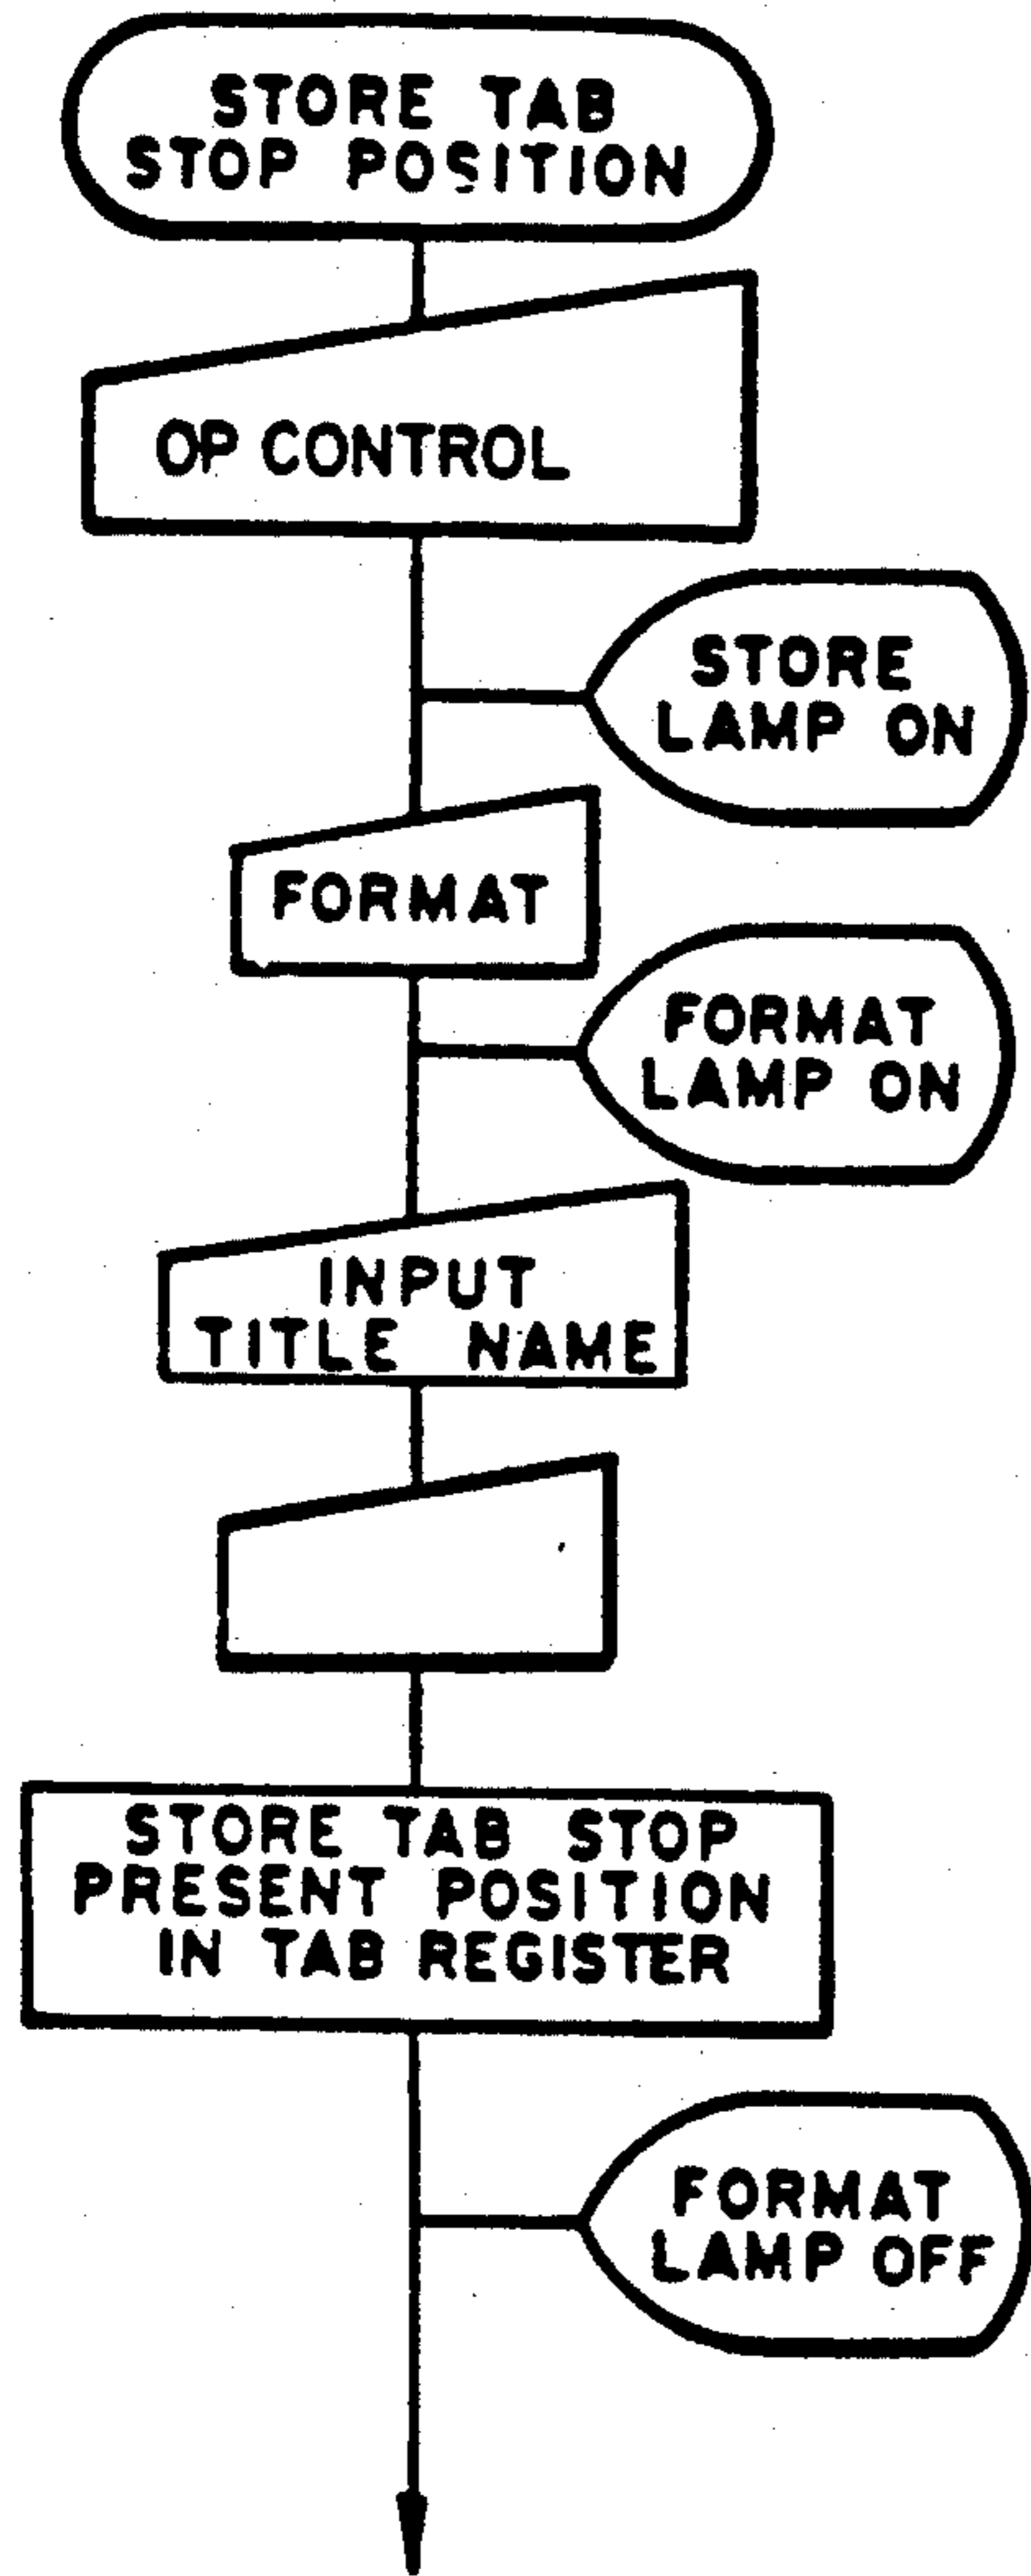 STORE TAB
STOP POSITION
OP CONTROL
STORE
LAMP ON
FORMAT
FORMAT
LAMP ON
INPUT
TITLE NAME
STORE TAB STOP
PRESENT POSITION
IN TAB REGISTER
FORMAT
LAMP OFF